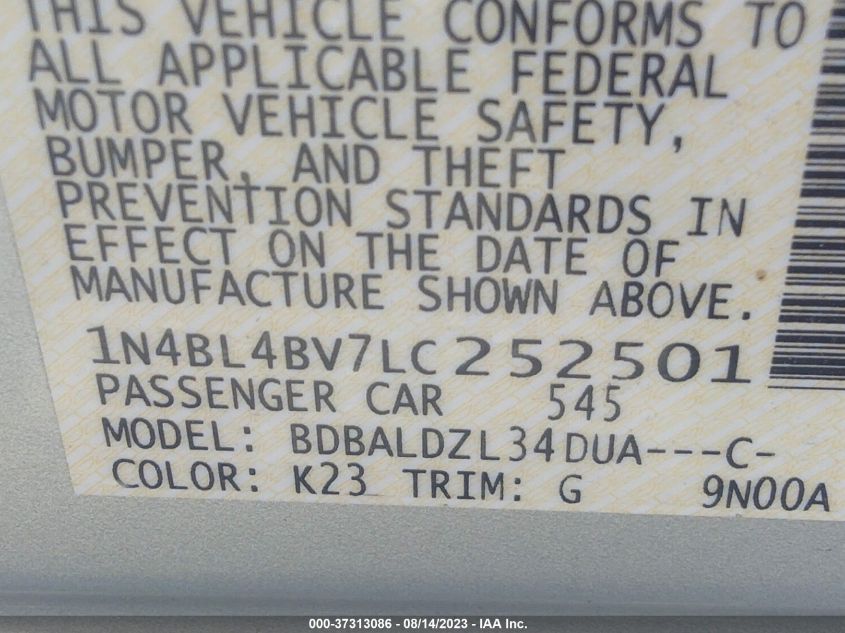 THIS VEHICLE CONFORMS TO
ALL APPLICABLE FEDERAL
MOTOR VEHICLE SAFETY,
BUMPER, AND THEFT
PREVENTION STANDARDS IN
EFFECT ON THE DATE OF
MANUFACTURE SHOWN ABOVE.
1N4BL4BV7LC252501
PASSENGER CAR 545
MODEL: BDBALDZL34DUA---C-
COLOR: K23 TRIM: G 9N00A
000-37313086 - 08/14/2023 - IAA Inc.